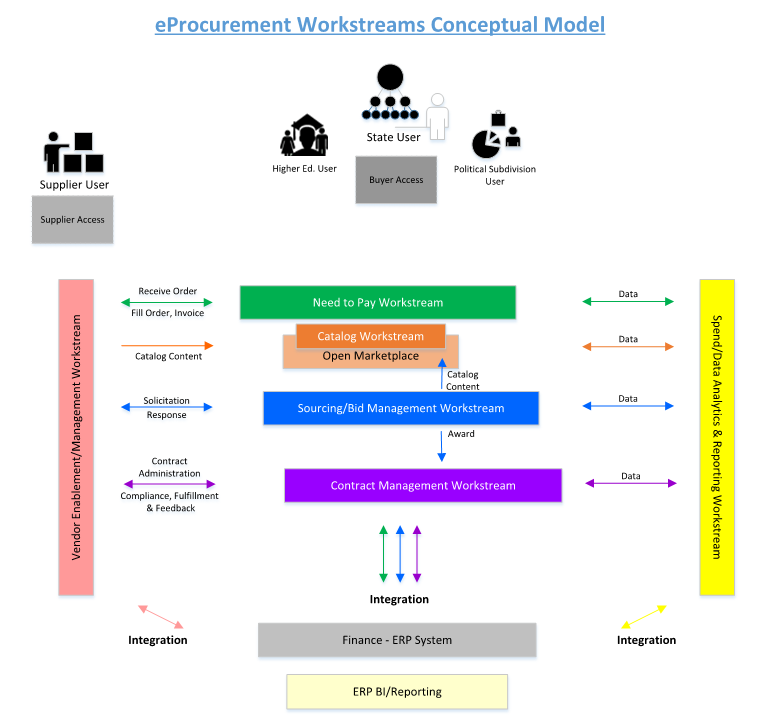 eProcurement Workstreams Conceptual Model
State User
Higher Ed. User
Political Subdivision
User
Buyer Access
Supplier User
Supplier Access
Vendor Enablement/Management Workstream
Receive Order
Fill Order, Invoice
Need to Pay Workstream
Data
Catalog Content
Catalog Workstream
Open Marketplace
Data
Catalog
Content
Solicitation
Response
Sourcing/Bid Management Workstream
Data
Award
Contract
Administration
Compliance, Fulfillment
& Feedback
Contract Management Workstream
Data
Spend/Data Analytics & Reporting Workstream
Integration
Integration
Integration
Finance - ERP System
ERP BI/Reporting